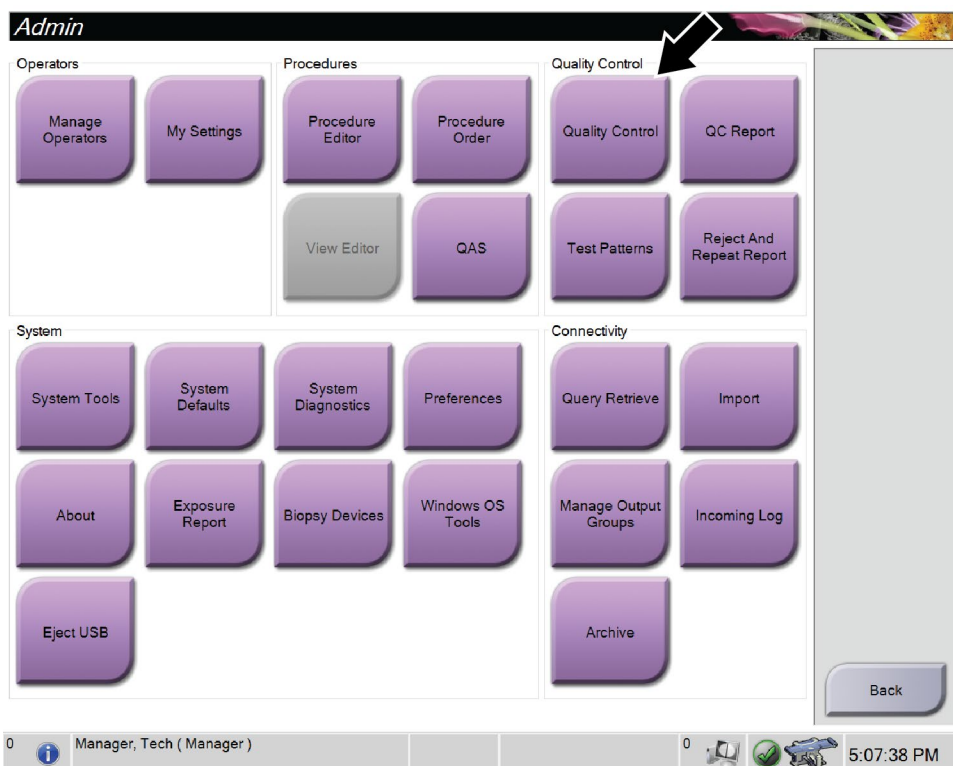 Admin
Operators
Manage
Operators
My Settings
Procedures
Procedure
Editor
Procedure
Order
View Editor
QAS
Quality Control
Quality Control
QC Report
Test Patterns
Reject And
Repeat Report
System
System Tools
System
Defaults
System
Diagnostics
Preferences
About
Exposure
Report
Biopsy Devices
Windows OS
Tools
Eject USB
Connectivity
Query Retrieve
Import
Manage Output
Groups
Incoming Log
Archive
Back
0
Manager, Tech ( Manager )
0
5:07:38 PM